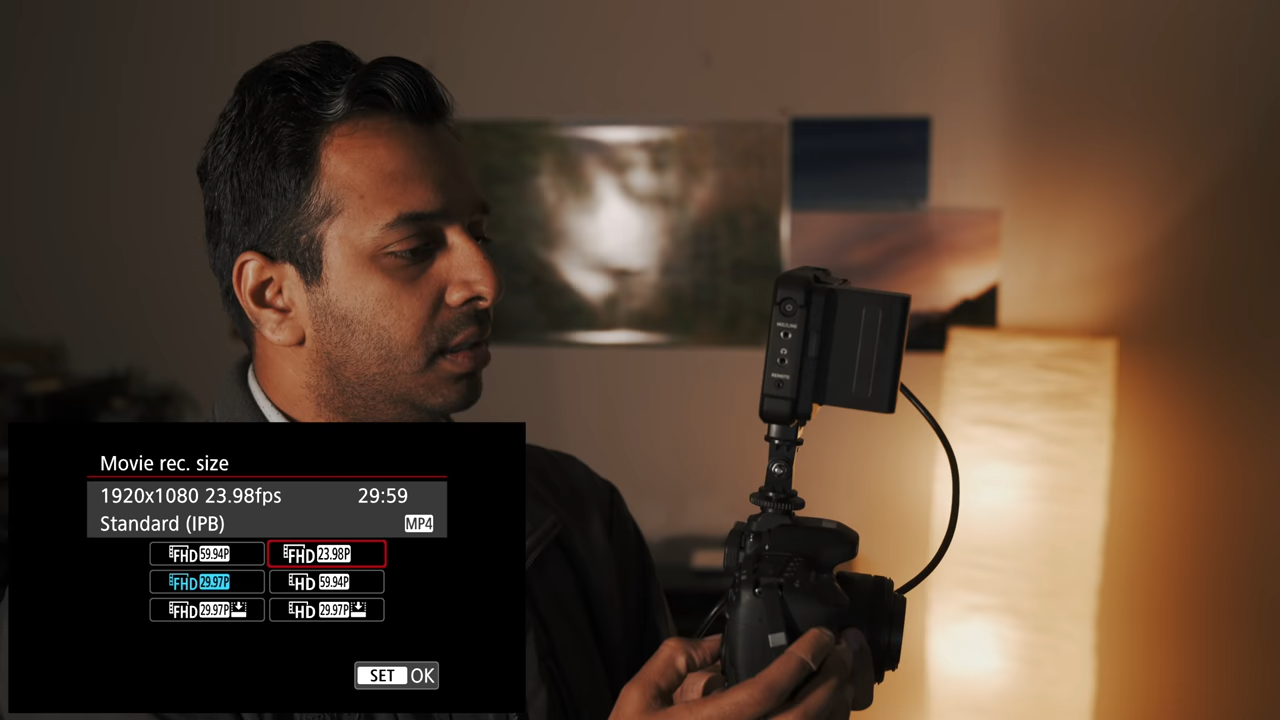 MIC/LINE
REMOTE
Movie rec. size
1920x1080 23.98fps 29:59
Standard (IPB) MP4
FHD 59.94P FHD 23.98P
FHD 29.97P HD 59.94P
FHD 29.97P HD 29.97P
SET OK